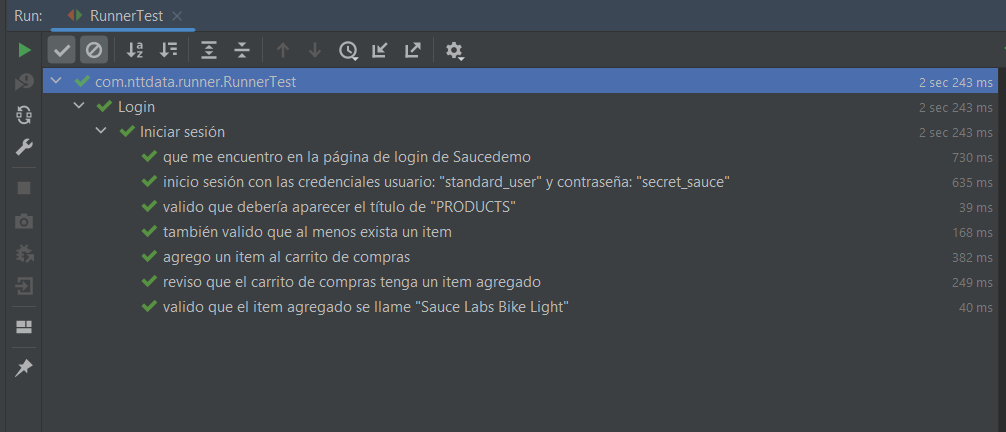 Run: RunnerTest
com.nttdata.runner.RunnerTest 2 sec 243 ms
Login 2 sec 243 ms
Iniciar sesión 2 sec 243 ms
que me encuentro en la página de login de Saucedemo 730 ms
inicio sesión con las credenciales usuario: "standard_user" y contraseña: "secret_sauce" 635 ms
valido que debería aparecer el título de "PRODUCTS" 39 ms
también valido que al menos exista un item 168 ms
agrego un item al carrito de compras 382 ms
reviso que el carrito de compras tenga un item agregado 249 ms
valido que el item agregado se llame "Sauce Labs Bike Light" 40 ms